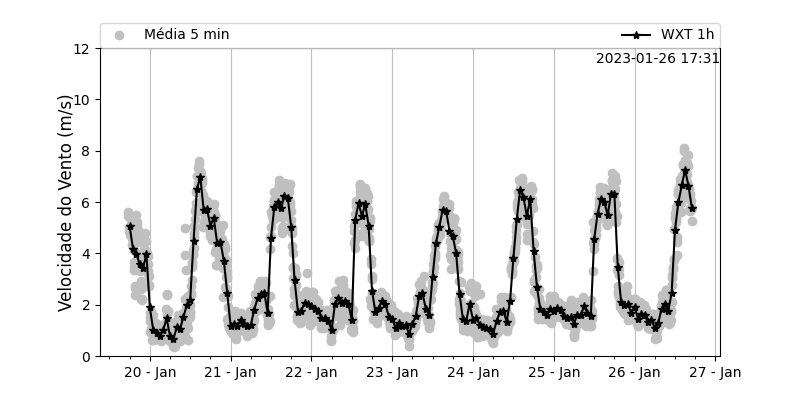 Média 5 min
WXT 1h
2023-01-26 17:31
Velocidade do Vento (m/s)
12
10
8
6
4
2
0
20 - Jan
21 - Jan
22 - Jan
23 - Jan
24 - Jan
25 - Jan
26 - Jan
27 - Jan